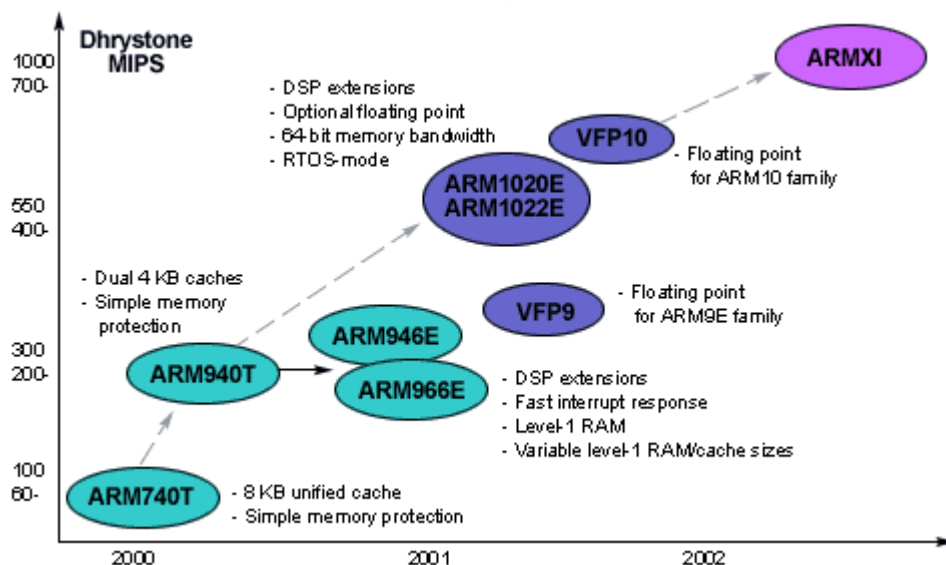 Dhrystone
MIPS
1000
700-
ARMXI
- DSP extensions
- Optional floating point
- 64-bit memory bandwidth
- RTOS-mode
VFP10
- Floating point
for ARM10 family
550
400-
ARM1020E
ARM1022E
- Dual 4 KB caches
- Simple memory
protection
VFP9
- Floating point
for ARM9E family
300
200-
ARM940T
ARM946E
ARM966E
- DSP extensions
- Fast interrupt response
- Level-1 RAM
- Variable level-1 RAM/cache sizes
100
60-
ARM740T
- 8 KB unified cache
- Simple memory protection
2000
2001
2002